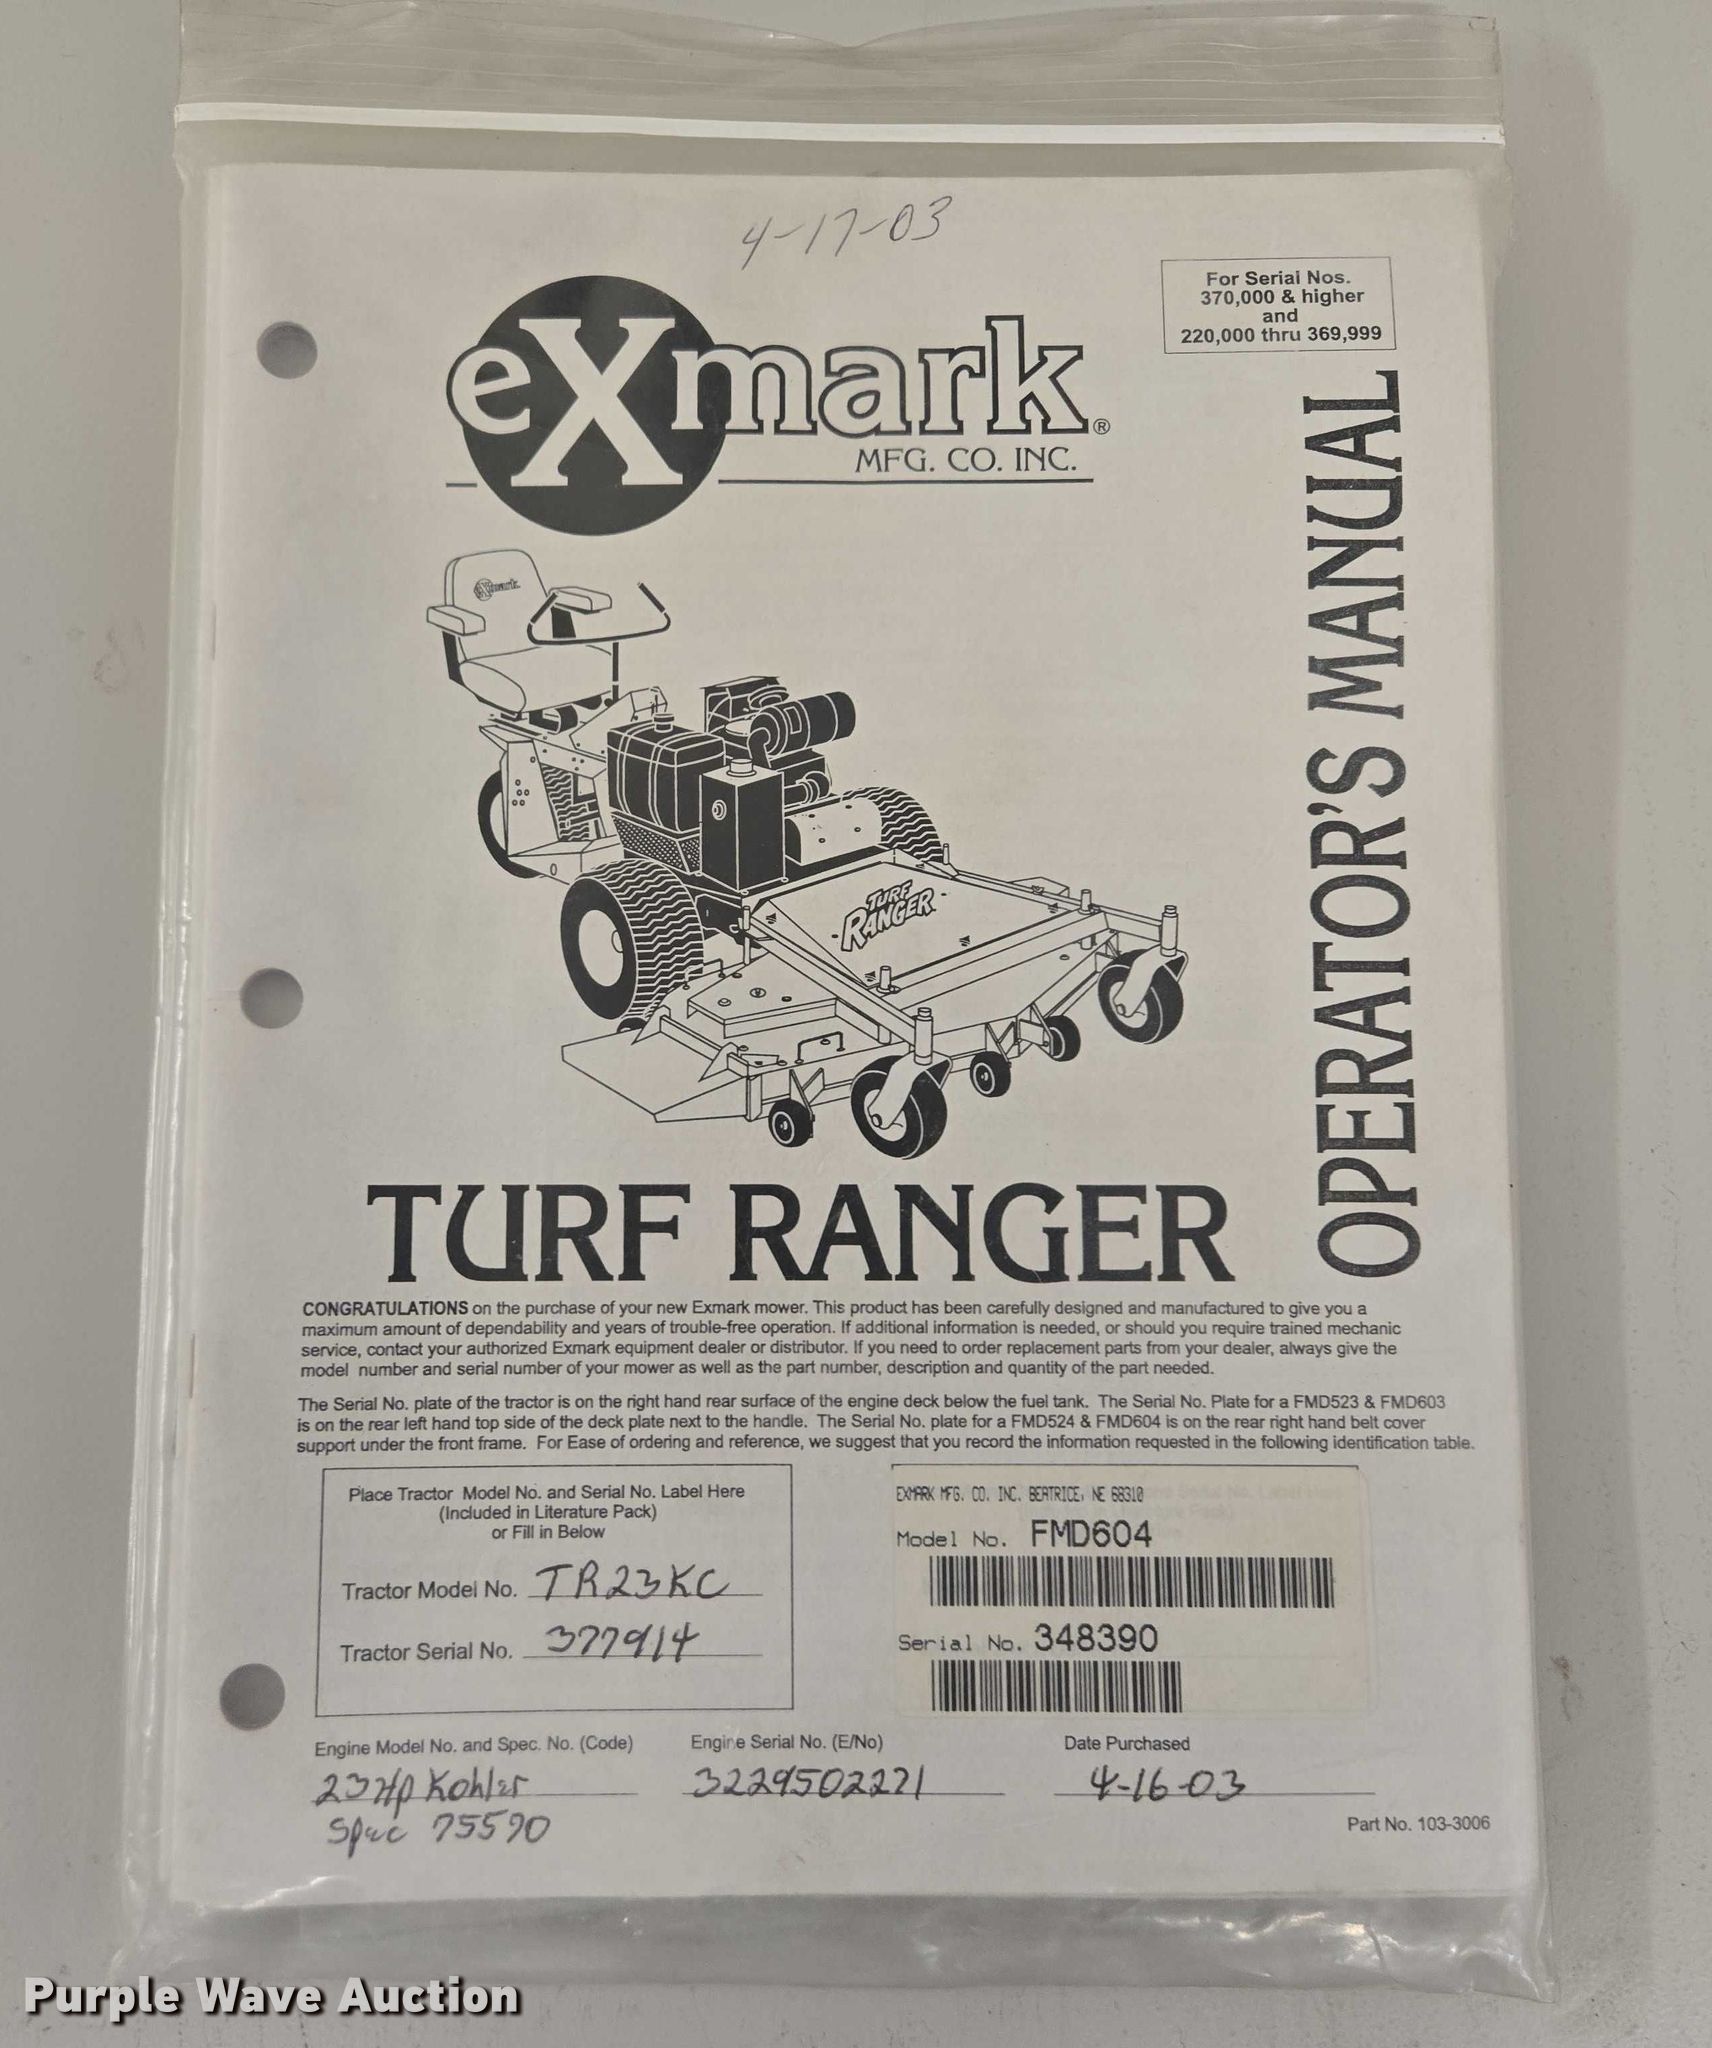 4-17-03
For Serial Nos.
370,000 & higher
and
220,000 thru 369,999
eXmark®
MFG. CO. INC.
OPERATOR'S MANUAL
eXmark
TURF
RANGER
TURF RANGER
CONGRATULATIONS on the purchase of your new Exmark mower. This product has been carefully designed and manufactured to give you a
maximum amount of dependability and years of trouble-free operation. If additional information is needed, or should you require trained mechanic
service, contact your authorized Exmark equipment dealer or distributor. If you need to order replacement parts from your dealer, always give the
model number and serial number of your mower as well as the part number, description and quantity of the part needed.
The Serial No. plate of the tractor is on the right hand rear surface of the engine deck below the fuel tank. The Serial No. Plate for a FMD523 & FMD603
is on the rear left hand top side of the deck plate next to the handle. The Serial No. plate for a FMD524 & FMD604 is on the rear right hand belt cover
support under the front frame. For Ease of ordering and reference, we suggest that you record the information requested in the following identification table.
Place Tractor Model No. and Serial No. Label Here
(Included in Literature Pack)
or Fill in Below
Tractor Model No. TR23KC
Tractor Serial No. 377914
EXMARK MFG. CO. INC. BEATRICE, NE 68310
Model No. FMD604
Serial No. 348390
Engine Model No. and Spec. No. (Code)
23 Hp Kohler
Spec 75590
Engine Serial No. (E/No)
3229502271
Date Purchased
4-16-03
Part No. 103-3006
Purple Wave Auction